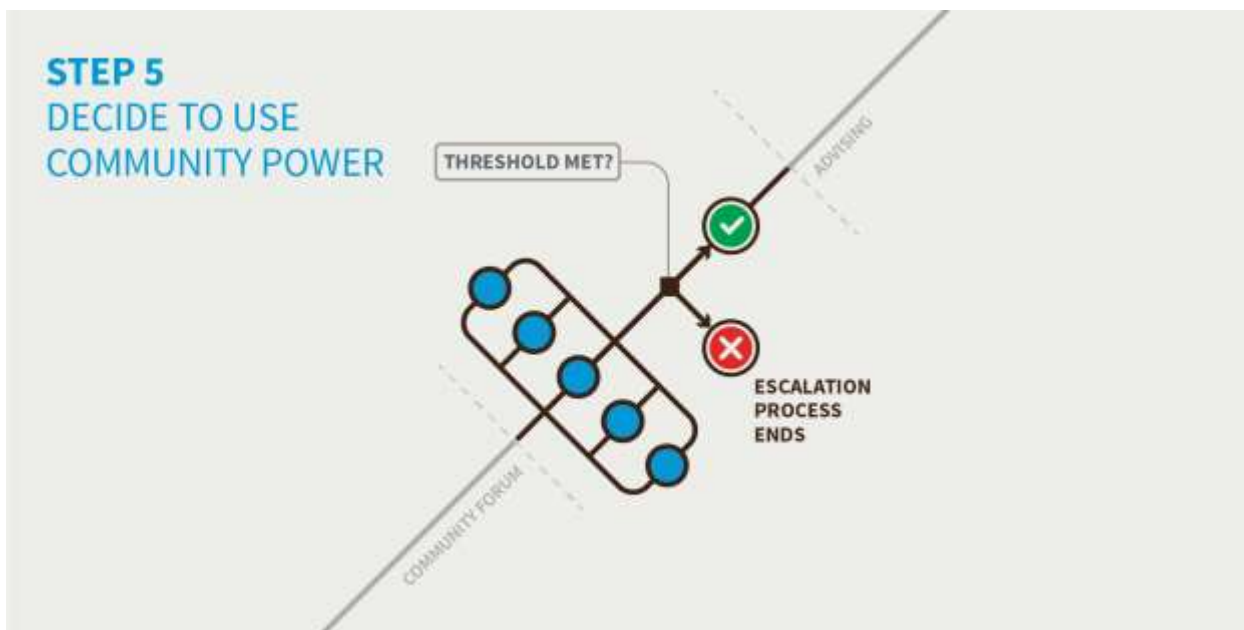 STEP 5
DECIDE TO USE
COMMUNITY POWER
THRESHOLD MET?
ADVISING
ESCALATION
PROCESS
ENDS
COMMUNITY FORUM